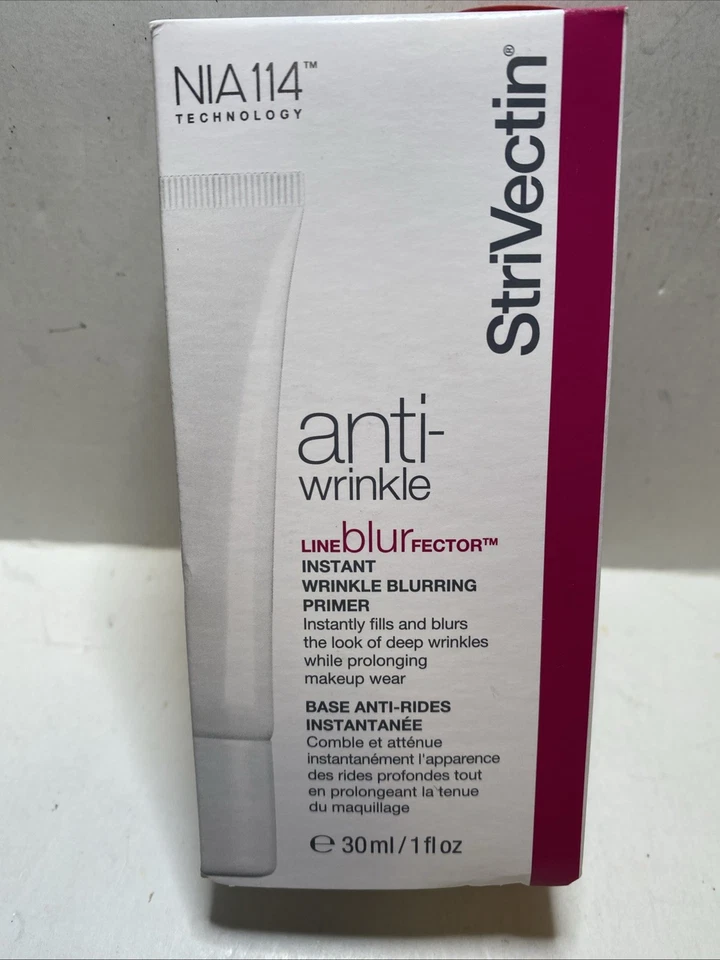 NIA114™
TECHNOLOGY
StriVectin®
anti-
wrinkle
LINEblurFECTOR™
INSTANT
WRINKLE BLURRING
PRIMER
Instantly fills and blurs
the look of deep wrinkles
while prolonging
makeup wear
BASE ANTI-RIDES
INSTANTANÉE
Comble et atténue
instantanément l'apparence
des rides profondes tout
en prolongeant la tenue
du maquillage
℮ 30ml/1fl oz